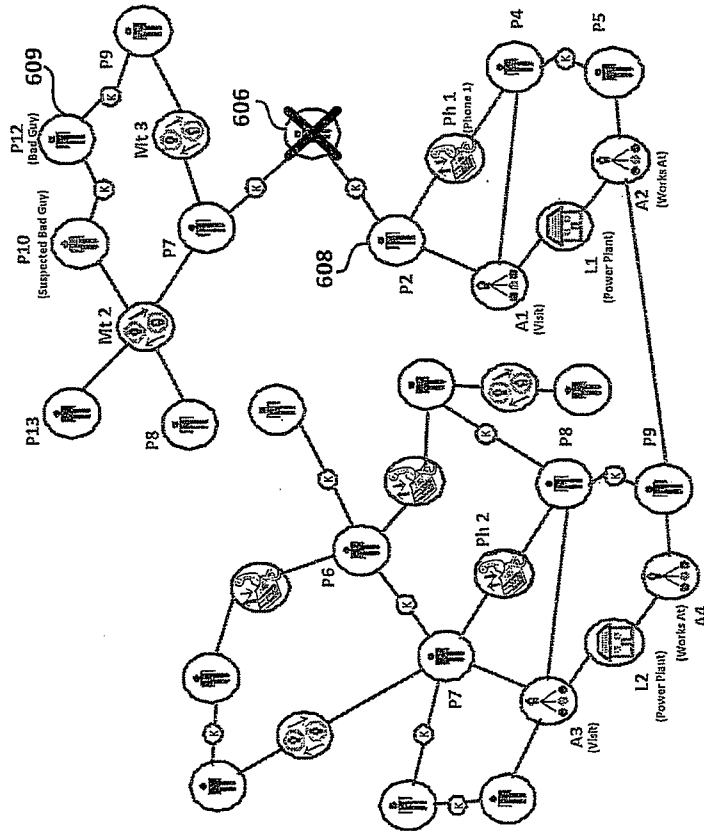 P12
(Bad Guy)
609
P9
K
K
P10
(Suspected Bad Guy)
Mt 3
606
P7
K
Mt 2
P13
P8
K
608
P2
Ph 1
(Phone 1)
P4
K
P5
A1
(Visit)
L1
(Power Plant)
A2
(Works At)
K
P6
K
Ph 2
K
P8
K
P9
K
P7
K
K
A3
(Visit)
L2
(Power Plant)
A4
(Works At)